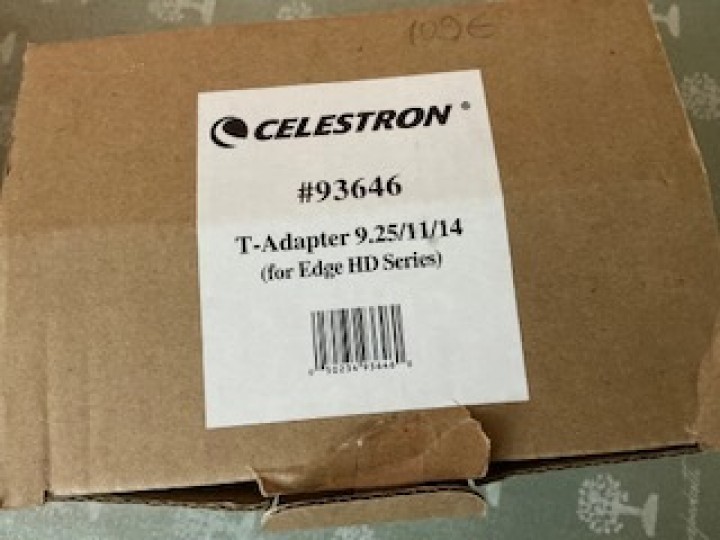 109€
CELESTRON®
#93646
T-Adapter 9.25/11/14
(for Edge HD Series)